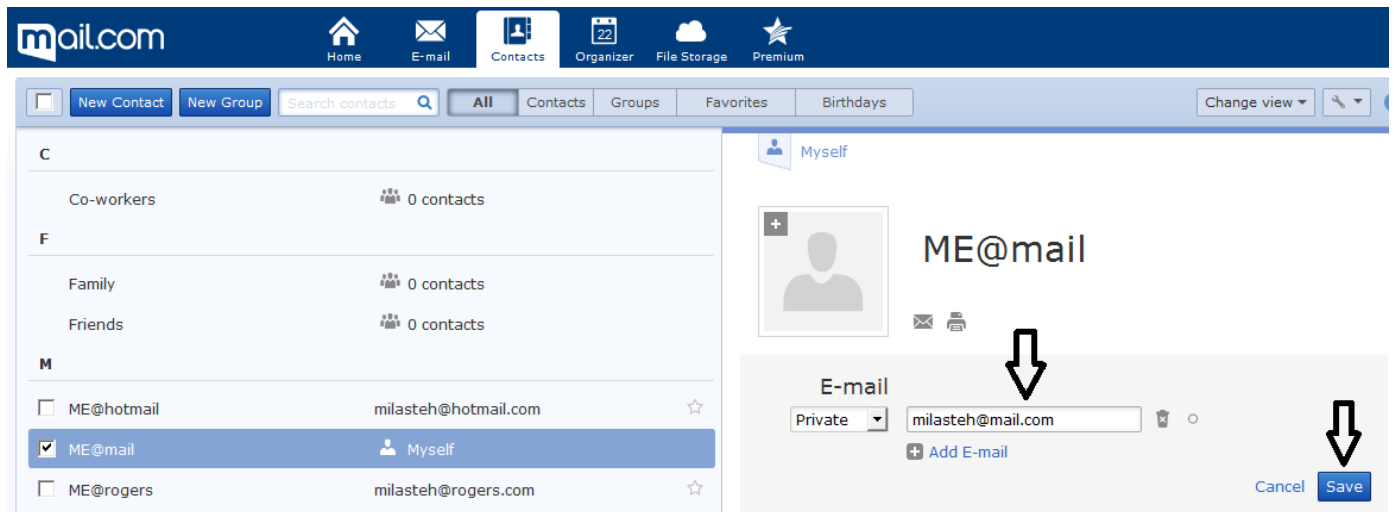 mail.com
Home E-mail Contacts 22 Organizer File Storage Premium
New Contact New Group Search contacts All Contacts Groups Favorites Birthdays Change view
C
Co-workers 0 contacts
F
Family 0 contacts
Friends 0 contacts
M
ME@hotmail milasteh@hotmail.com
ME@mail Myself
ME@rogers milasteh@rogers.com
Myself
ME@mail
E-mail
Private milasteh@mail.com
Add E-mail
Cancel Save